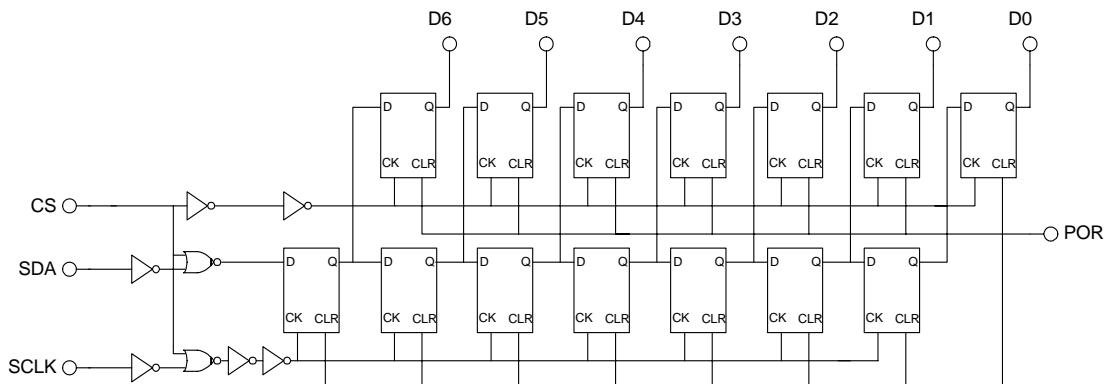 D6 D5 D4 D3 D2 D1 D0
D Q D Q D Q D Q D Q D Q D Q
CK CLR CK CLR CK CLR CK CLR CK CLR CK CLR CK CLR
CS
POR
SDA
D Q D Q D Q D Q D Q D Q D Q
CK CLR CK CLR CK CLR CK CLR CK CLR CK CLR CK CLR
SCLK